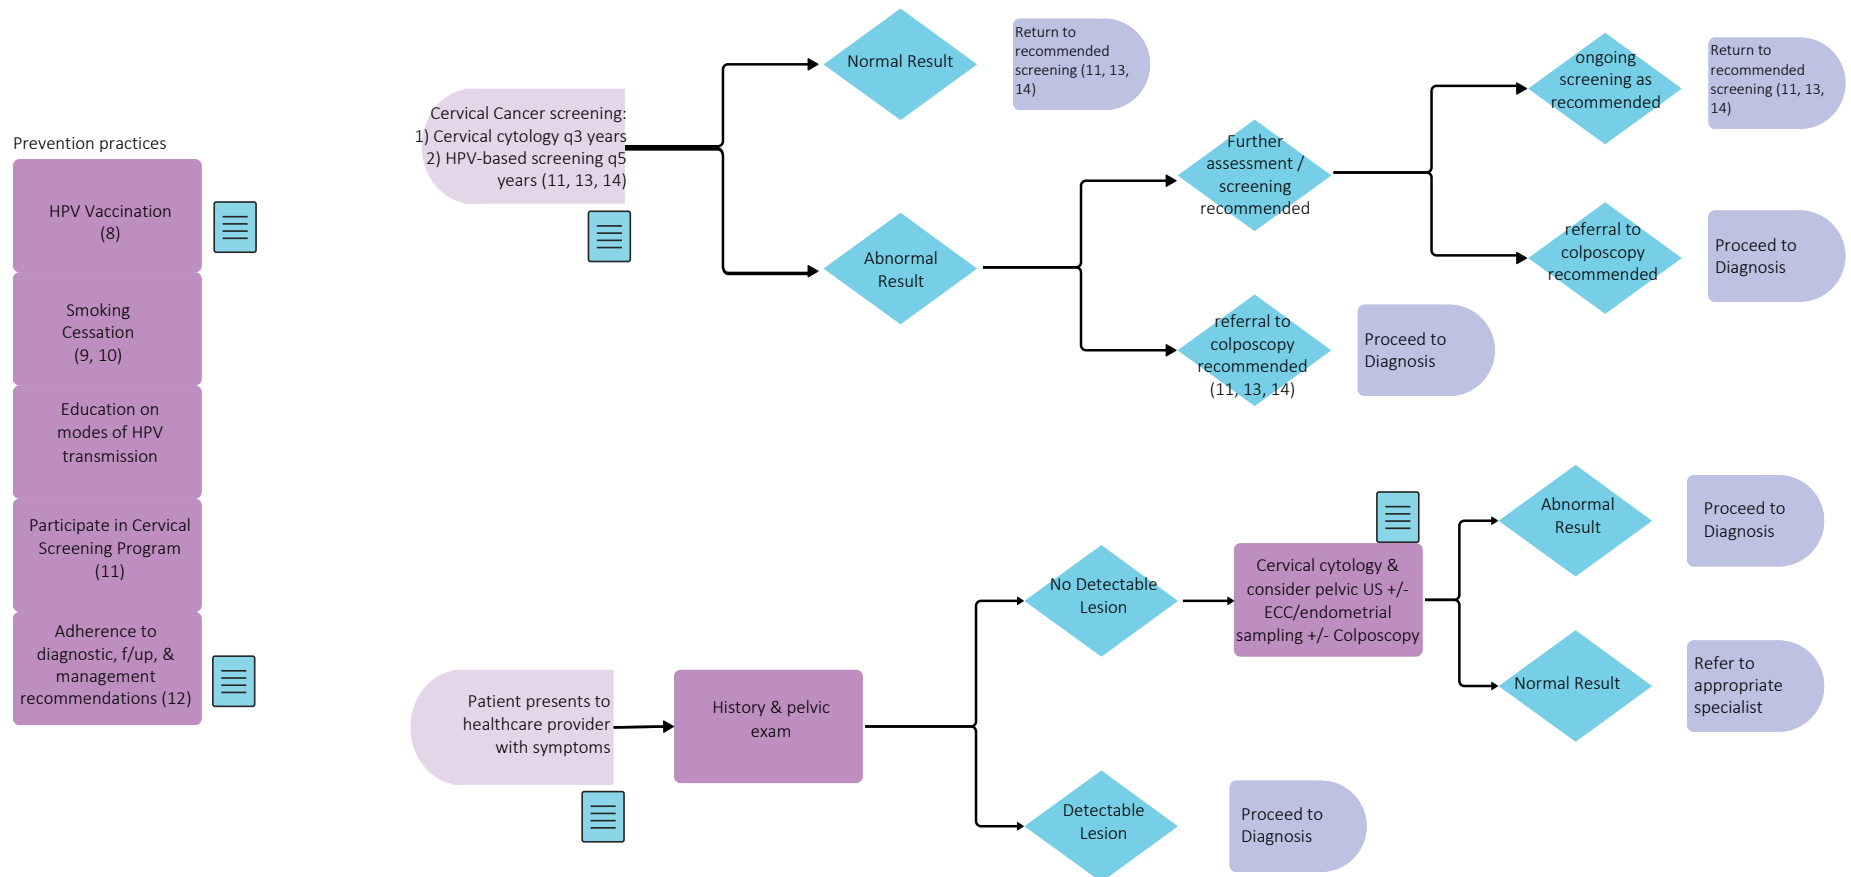 Prevention practices
HPV Vaccination
(8)
Smoking
Cessation
(9, 10)
Education on
modes of HPV
transmission
Participate in Cervical
Screening Program
(11)
Adherence to
diagnostic, f/up, &
management
recommendations (12)
Cervical Cancer screening:
1) Cervical cytology q3 years
2) HPV-based screening q5
years (11, 13, 14)
Normal Result
Return to
recommended
screening (11, 13,
14)
Abnormal
Result
Further
assessment /
screening
recommended
referral to
colposcopy
recommended
(11, 13, 14)
Proceed to
Diagnosis
ongoing
screening as
recommended
Return to
recommended
screening (11, 13,
14)
referral to
colposcopy
recommended
Proceed to
Diagnosis
Patient presents to
healthcare provider
with symptoms
History & pelvic
exam
No Detectable
Lesion
Cervical cytology &
consider pelvic US +/-
ECC/endometrial
sampling +/- Colposcopy
Abnormal
Result
Proceed to
Diagnosis
Normal Result
Refer to
appropriate
specialist
Detectable
Lesion
Proceed to
Diagnosis